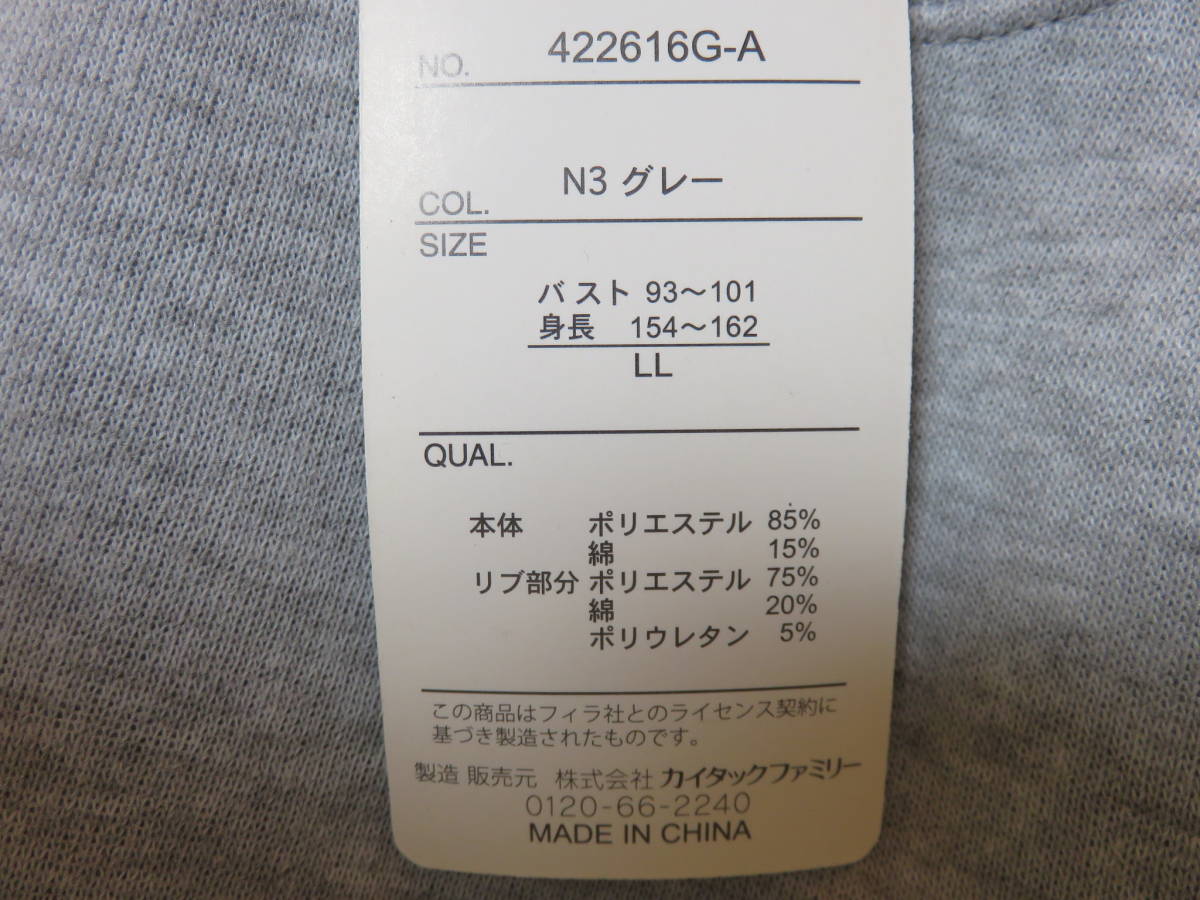 NO. 422616G-A
COL. N3 グレー
SIZE
バスト 93～101
身長 154～162
LL
QUAL.
本体 ポリエステル 85%
綿 15%
リブ部分 ポリエステル 75%
綿 20%
ポリウレタン 5%
この商品はフィラ社とのライセンス契約に
基づき製造されたものです。
製造 販売元 株式会社 カイタックファミリー
0120-66-2240
MADE IN CHINA